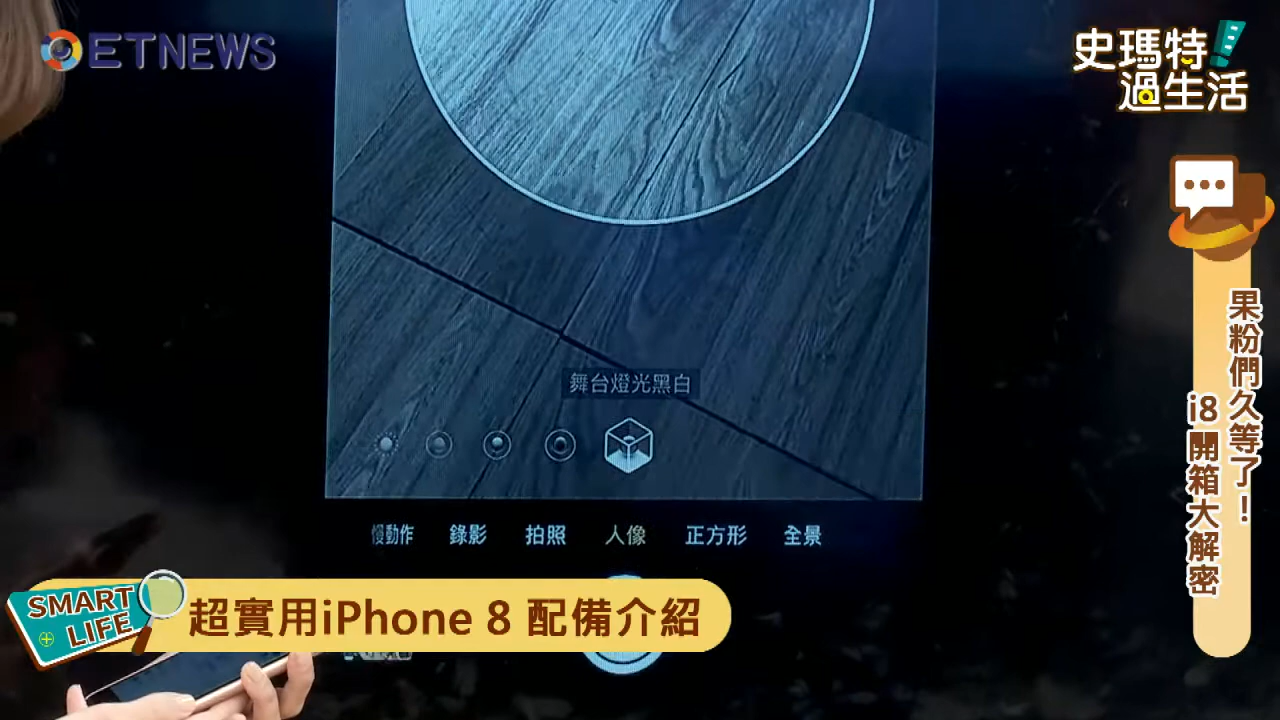 ETNEWS
史瑪特
過生活
果粉們久等了！
i8 開箱大解密
舞台燈光黑白
慢動作 錄影 拍照 人像 正方形 全景
SMART
LIFE
超實用iPhone 8 配備介紹